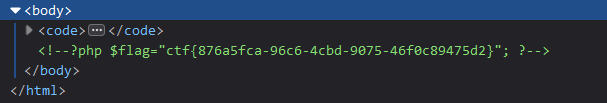 <body>
<code>…</code>
<!--?php $flag="ctf{876a5fca-96c6-4cbd-9075-46f0c89475d2}"; ?-->
</body>
</html>